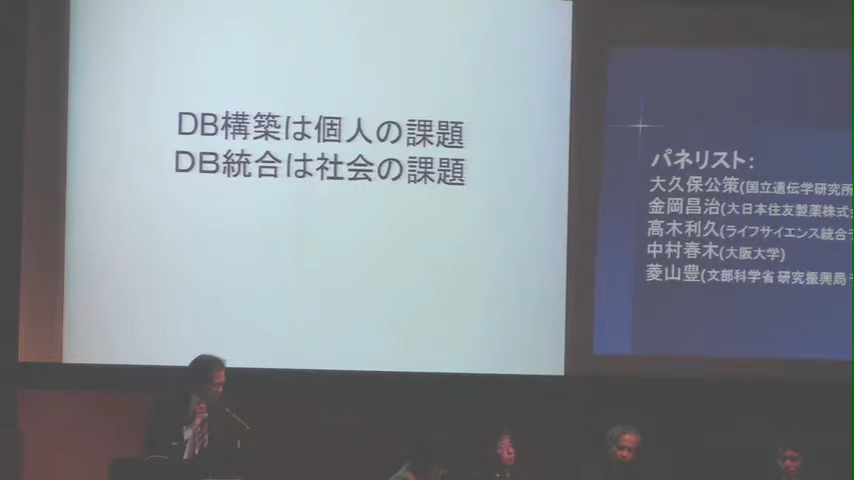 DB構築は個人の課題
DB統合は社会の課題
パネリスト:
大久保公策(国立遺伝学研究所
金岡昌治(大日本住友製薬株式会
高木利久(ライフサイエンス統合デ
中村春木(大阪大学)
菱山豊(文部科学省 研究振興局